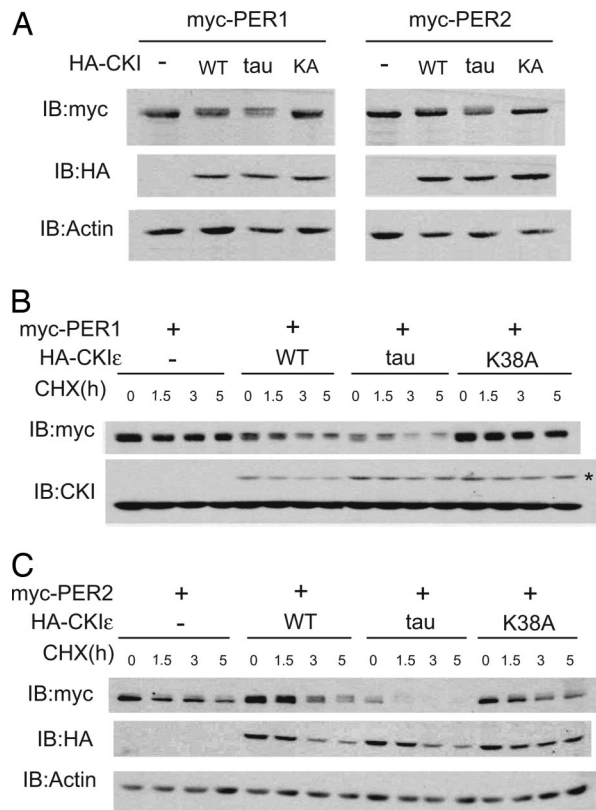 A
myc-PER1 myc-PER2
HA-CKI - WT tau KA - WT tau KA
IB:myc
IB:HA
IB:Actin
B
myc-PER1 + + + +
HA-CKIε - WT tau K38A
CHX(h) 0 1.5 3 5 0 1.5 3 5 0 1.5 3 5 0 1.5 3 5
IB:myc
IB:CKI *
C
myc-PER2 + + + +
HA-CKIε - WT tau K38A
CHX(h) 0 1.5 3 5 0 1.5 3 5 0 1.5 3 5 0 1.5 3 5
IB:myc
IB:HA
IB:Actin